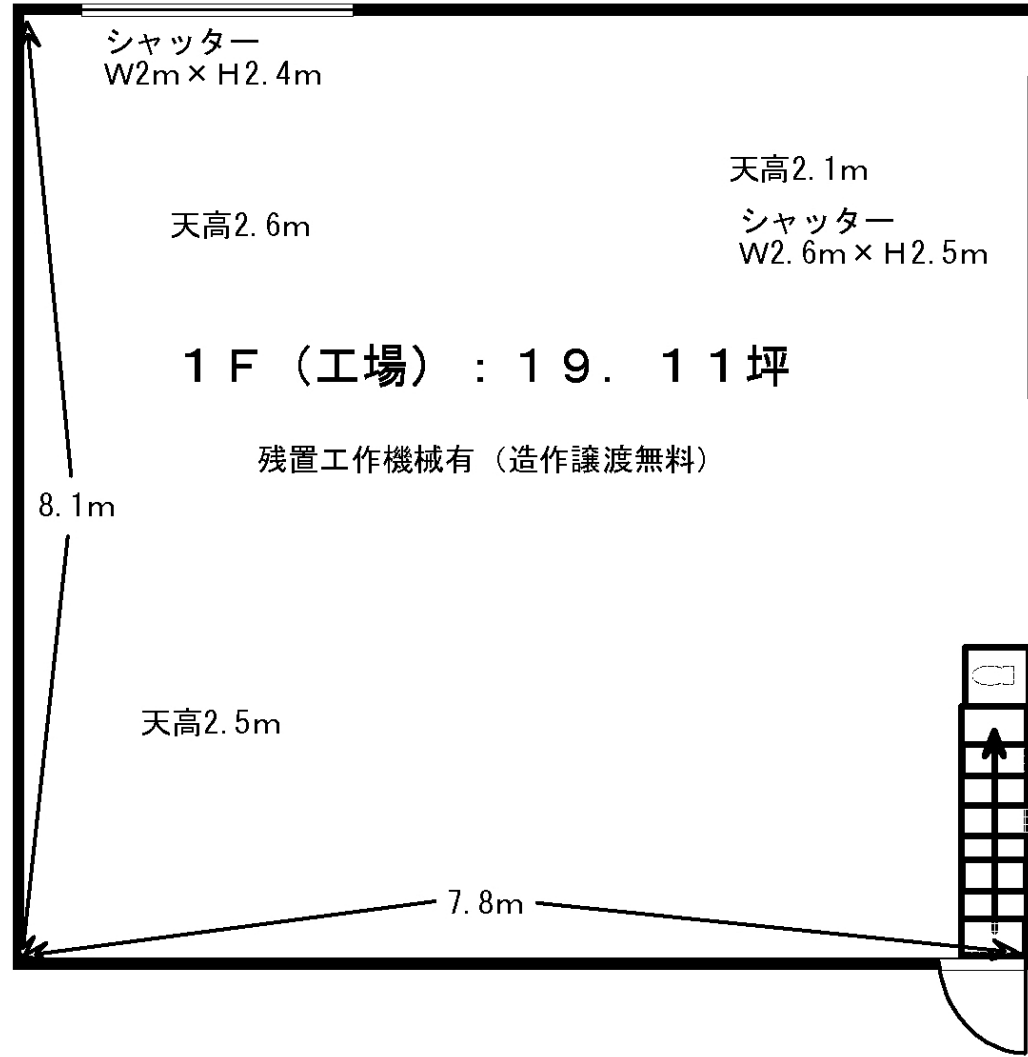 シャッター
W2m×H2.4m
天高2.1m
天高2.6m
シャッター
W2.6m×H2.5m
1F（工場）:19.11坪
残置工作機械有（造作譲渡無料）
8.1m
天高2.5m
7.8m